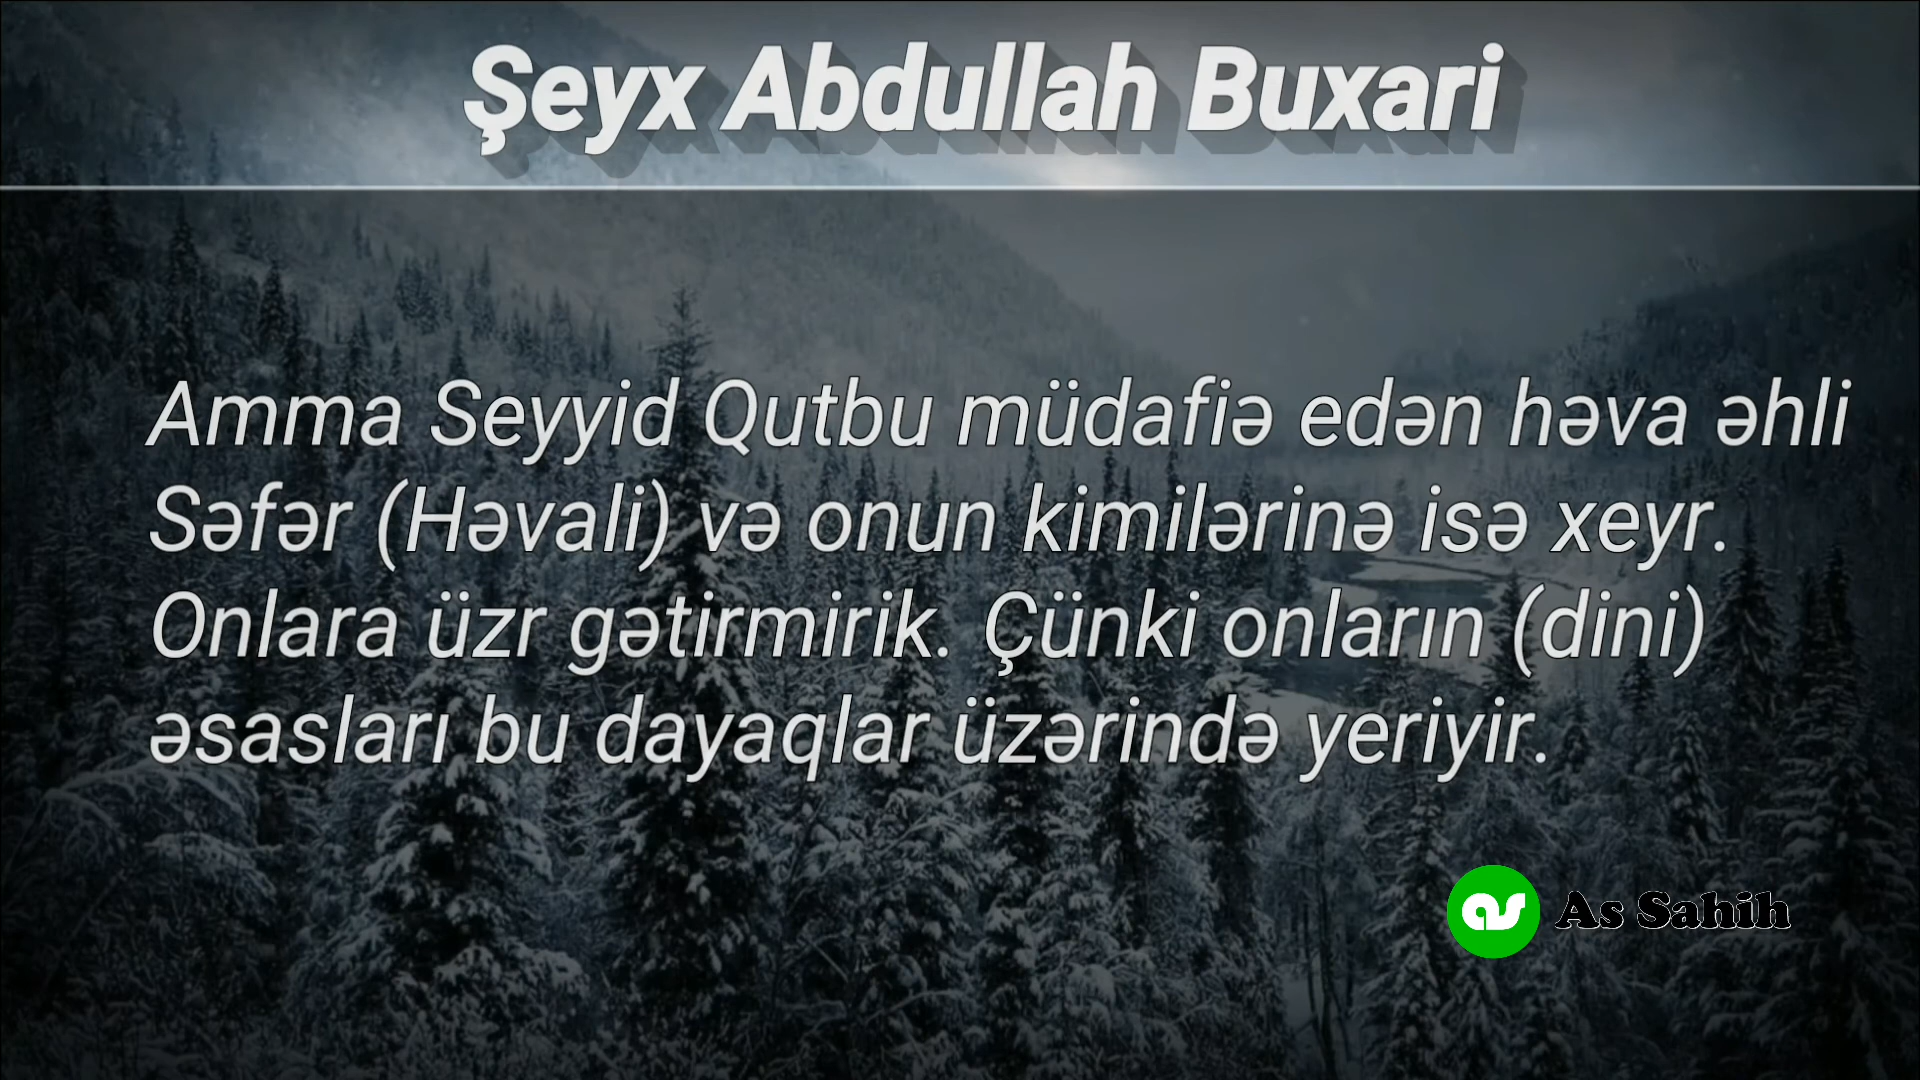 Şeyx Abdullah Buxari
Amma Seyyid Qutbu müdafiə edən həva əhli
Səfər (Həvali) və onun kimilərinə isə xeyr.
Onlara üzr gətirmirik. Çünki onların (dini)
əsasları bu dayaqlar üzərində yeriyir.
as As Sahih